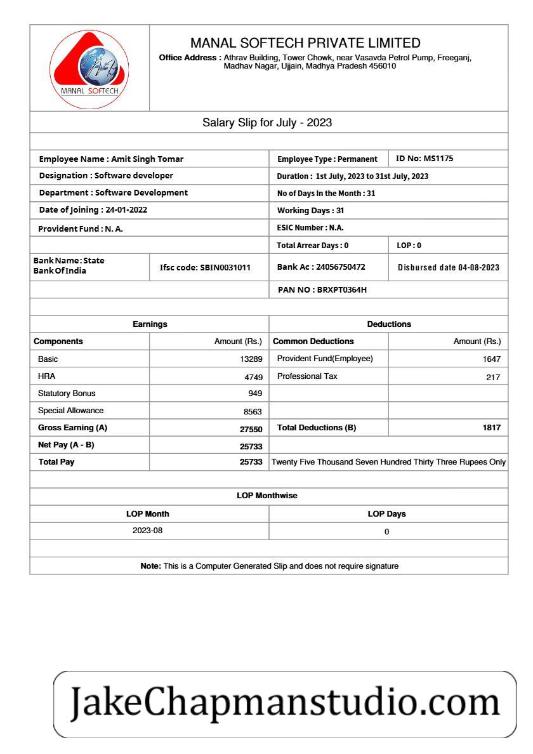 MANAL SOFTECH
MANAL SOFTECH PRIVATE LIMITED
Office Address : Athrav Building, Tower Chowk, near Vasavda Petrol Pump, Freeganj,
Madhav Nagar, Ujjain, Madhya Pradesh 456010
Salary Slip for July - 2023
Employee Name : Amit Singh Tomar Employee Type : Permanent ID No: MS1175
Designation : Software developer Duration : 1st July, 2023 to 31st July, 2023
Department : Software Development No of Days in the Month : 31
Date of Joining : 24-01-2022 Working Days : 31
Provident Fund : N. A. ESIC Number : N.A.
Total Arrear Days : 0 LOP : 0
Bank Name: State
Bank Of India Ifsc code: SBIN0031011 Bank Ac : 24056750472 Disbursed date 04-08-2023
PAN NO : BRXPT0364H
Earnings Deductions
Components Amount (Rs.) Common Deductions Amount (Rs.)
Basic 13289 Provident Fund(Employee) 1647
HRA 4749 Professional Tax 217
Statutory Bonus 949
Special Allowance 8563
Gross Earning (A) 27550 Total Deductions (B) 1817
Net Pay (A - B) 25733
Total Pay 25733 Twenty Five Thousand Seven Hundred Thirty Three Rupees Only
LOP Monthwise
LOP Month LOP Days
2023-08 0
Note: This is a Computer Generated Slip and does not require signature
JakeChapmanstudio.com